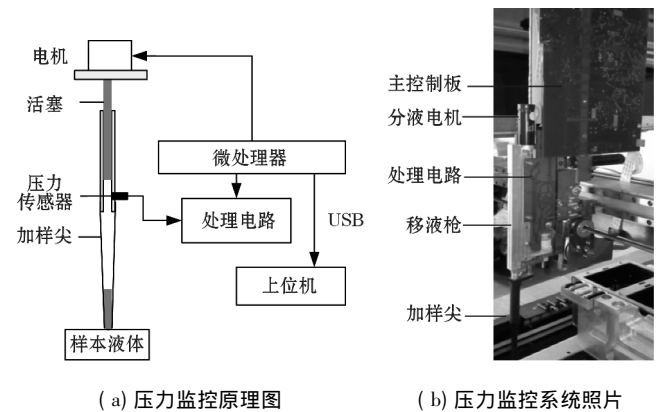 电机
活塞
压力
传感器
加样尖
样本液体
微处理器
处理电路
USB
上位机
(a) 压力监控原理图
主控制板
分液电机
处理电路
移液枪
加样尖
(b) 压力监控系统照片